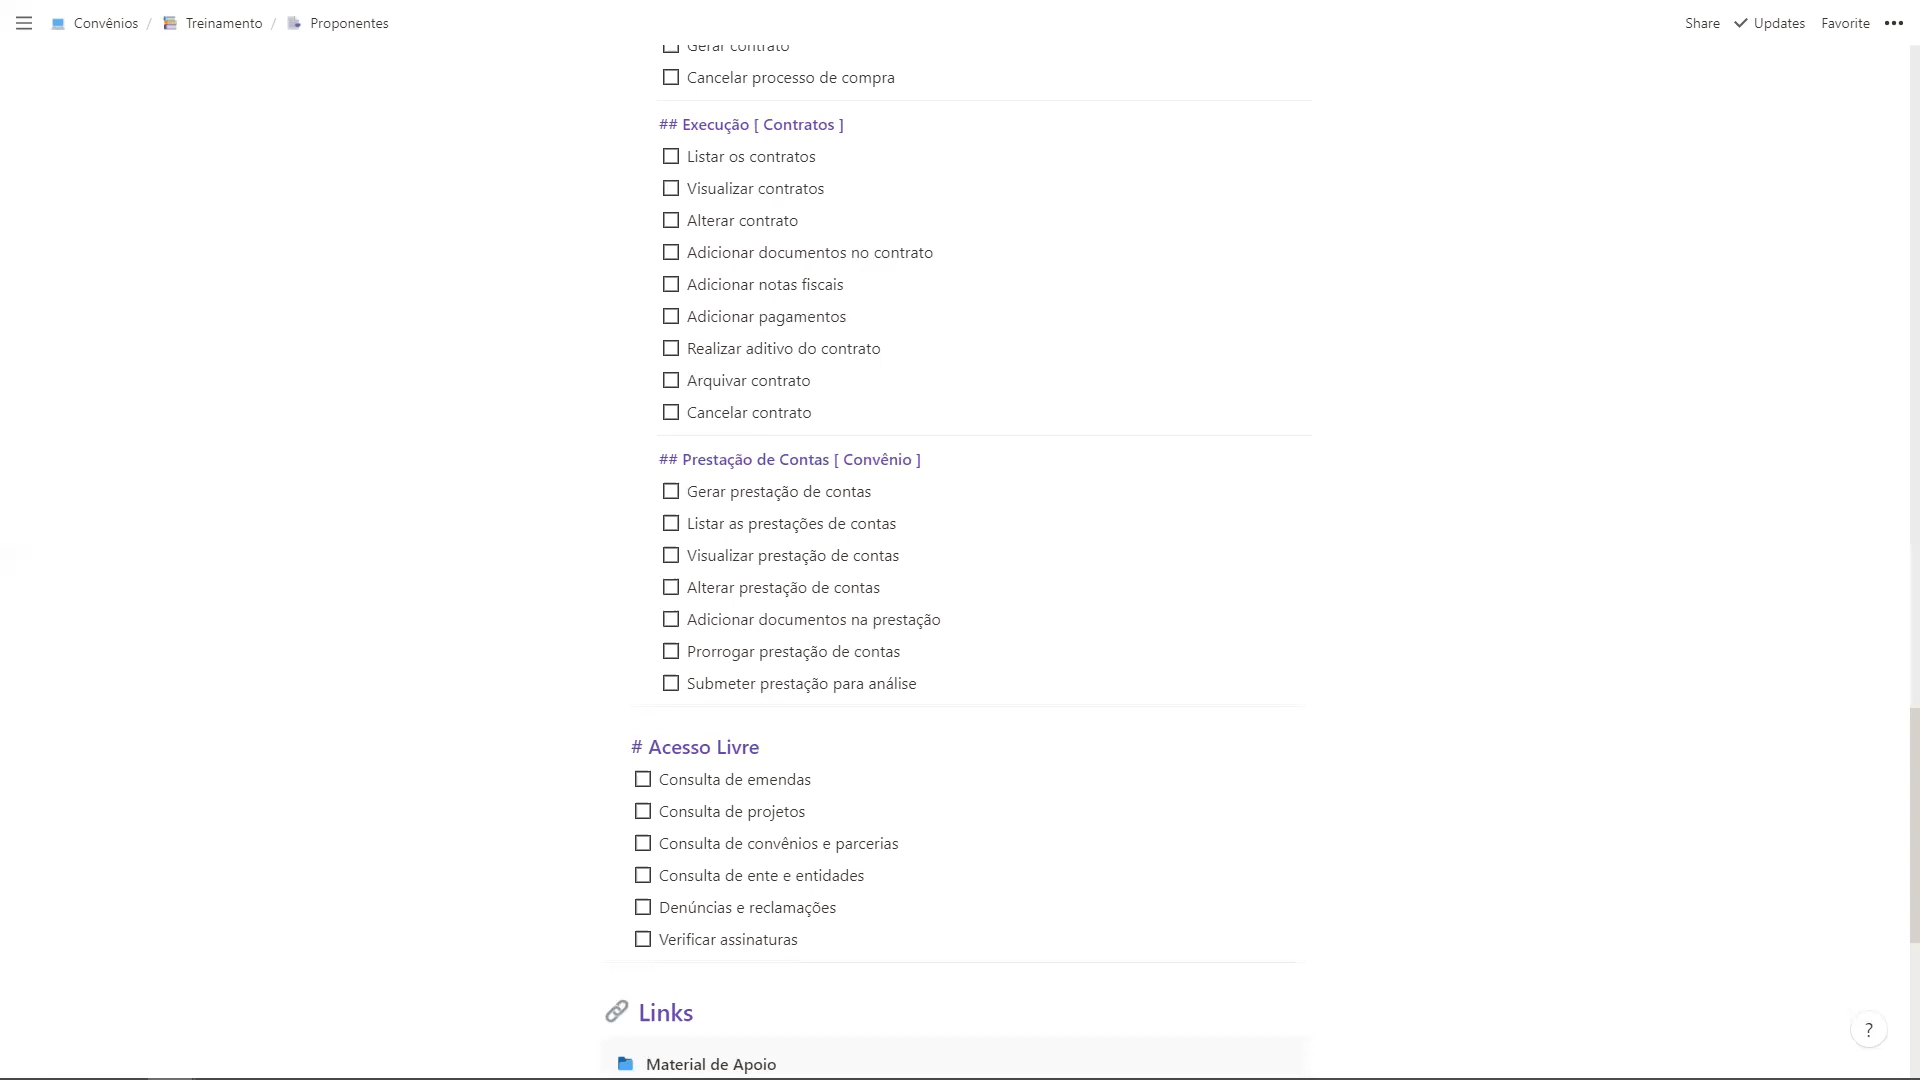 Convênios / Treinamento / Proponentes
Share Updates Favorite
Gerar contrato
Cancelar processo de compra
## Execução [ Contratos ]
Listar os contratos
Visualizar contratos
Alterar contrato
Adicionar documentos no contrato
Adicionar notas fiscais
Adicionar pagamentos
Realizar aditivo do contrato
Arquivar contrato
Cancelar contrato
## Prestação de Contas [ Convênio ]
Gerar prestação de contas
Listar as prestações de contas
Visualizar prestação de contas
Alterar prestação de contas
Adicionar documentos na prestação
Prorrogar prestação de contas
Submeter prestação para análise
# Acesso Livre
Consulta de emendas
Consulta de projetos
Consulta de convênios e parcerias
Consulta de ente e entidades
Denúncias e reclamações
Verificar assinaturas
Links
?
Material de Apoio